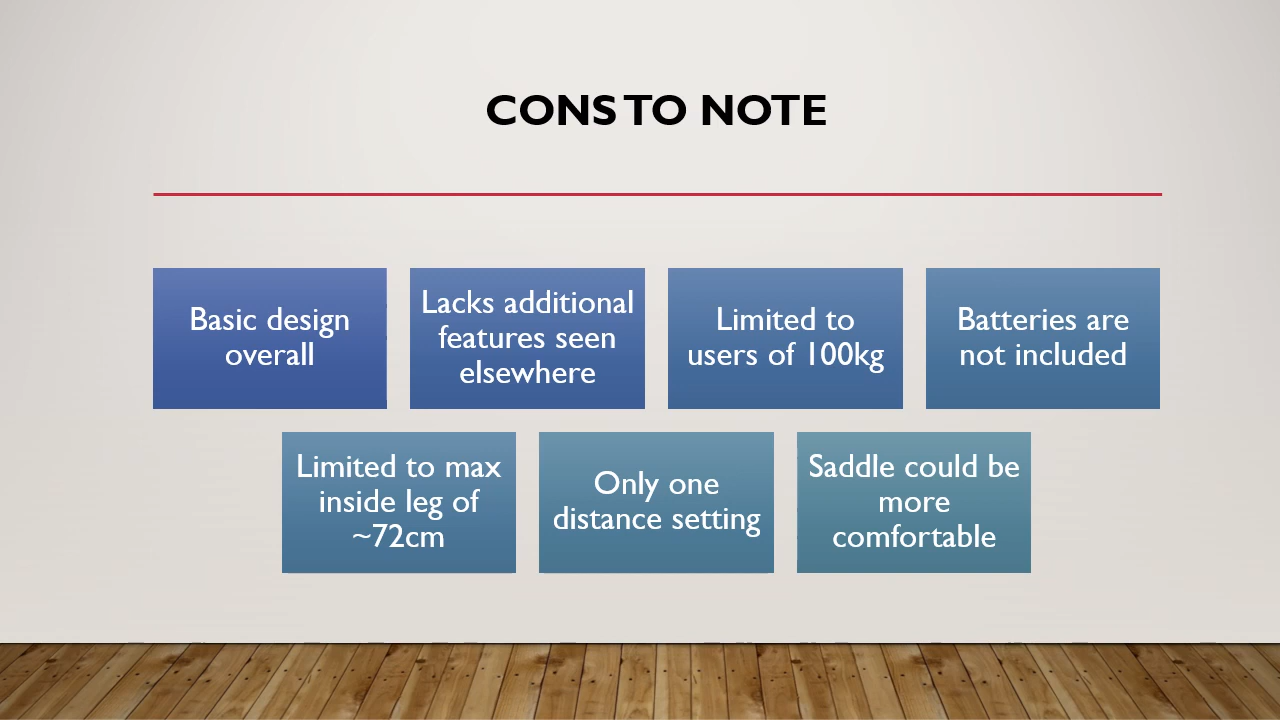 CONS TO NOTE
Basic design
overall
Lacks additional
features seen
elsewhere
Limited to
users of 100kg
Batteries are
not included
Limited to max
inside leg of
~72cm
Only one
distance setting
Saddle could be
more
comfortable